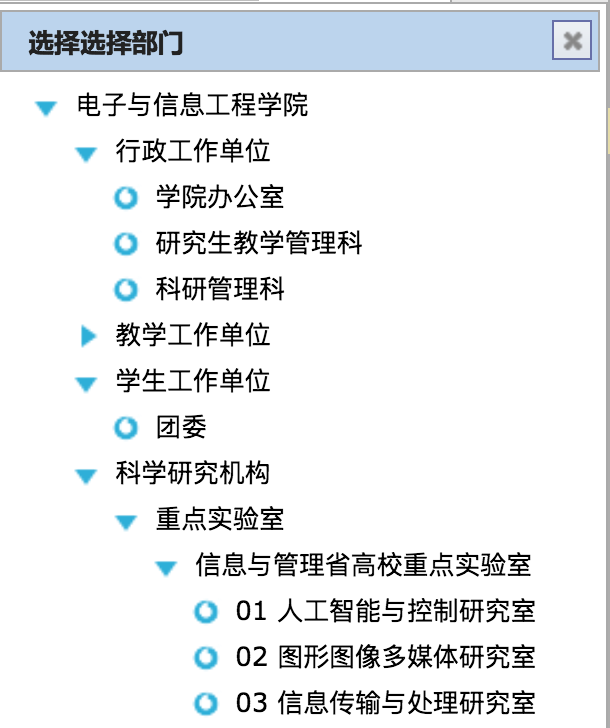 选择选择部门
电子与信息工程学院
行政工作单位
学院办公室
研究生教学管理科
科研管理科
教学工作单位
学生工作单位
团委
科学研究机构
重点实验室
信息与管理省高校重点实验室
01 人工智能与控制研究室
02 图形图像多媒体研究室
03 信息传输与处理研究室